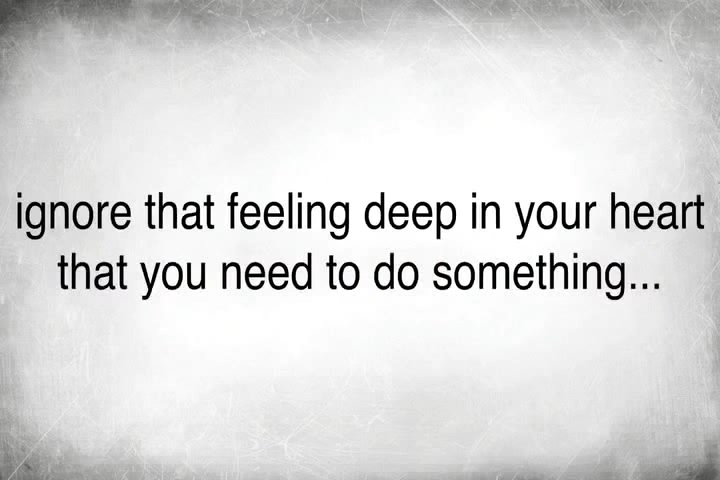 ignore that feeling deep in your heart
that you need to do something...